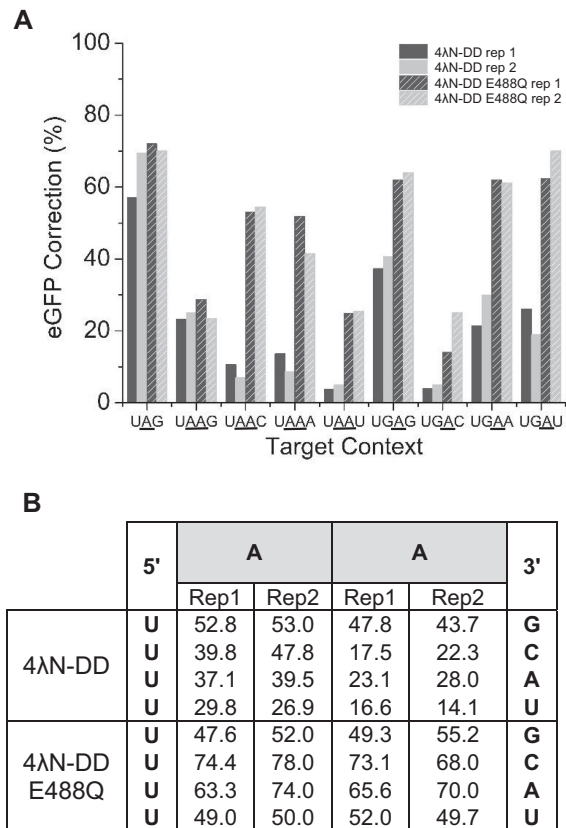 A
100
80
60
40
20
0
eGFP Correction (%)
4λN-DD rep 1
4λN-DD rep 2
4λN-DD E488Q rep 1
4λN-DD E488Q rep 2
UAG UAAG UAAC UAAA UAAU UGAG UGAC UGAA UGAU
Target Context
B
5' A A 3'
Rep1 Rep2 Rep1 Rep2
4λN-DD
U 52.8 53.0 47.8 43.7 G
U 39.8 47.8 17.5 22.3 C
U 37.1 39.5 23.1 28.0 A
U 29.8 26.9 16.6 14.1 U
4λN-DD
E488Q
U 47.6 52.0 49.3 55.2 G
U 74.4 78.0 73.1 68.0 C
U 63.3 74.0 65.6 70.0 A
U 49.0 50.0 52.0 49.7 U